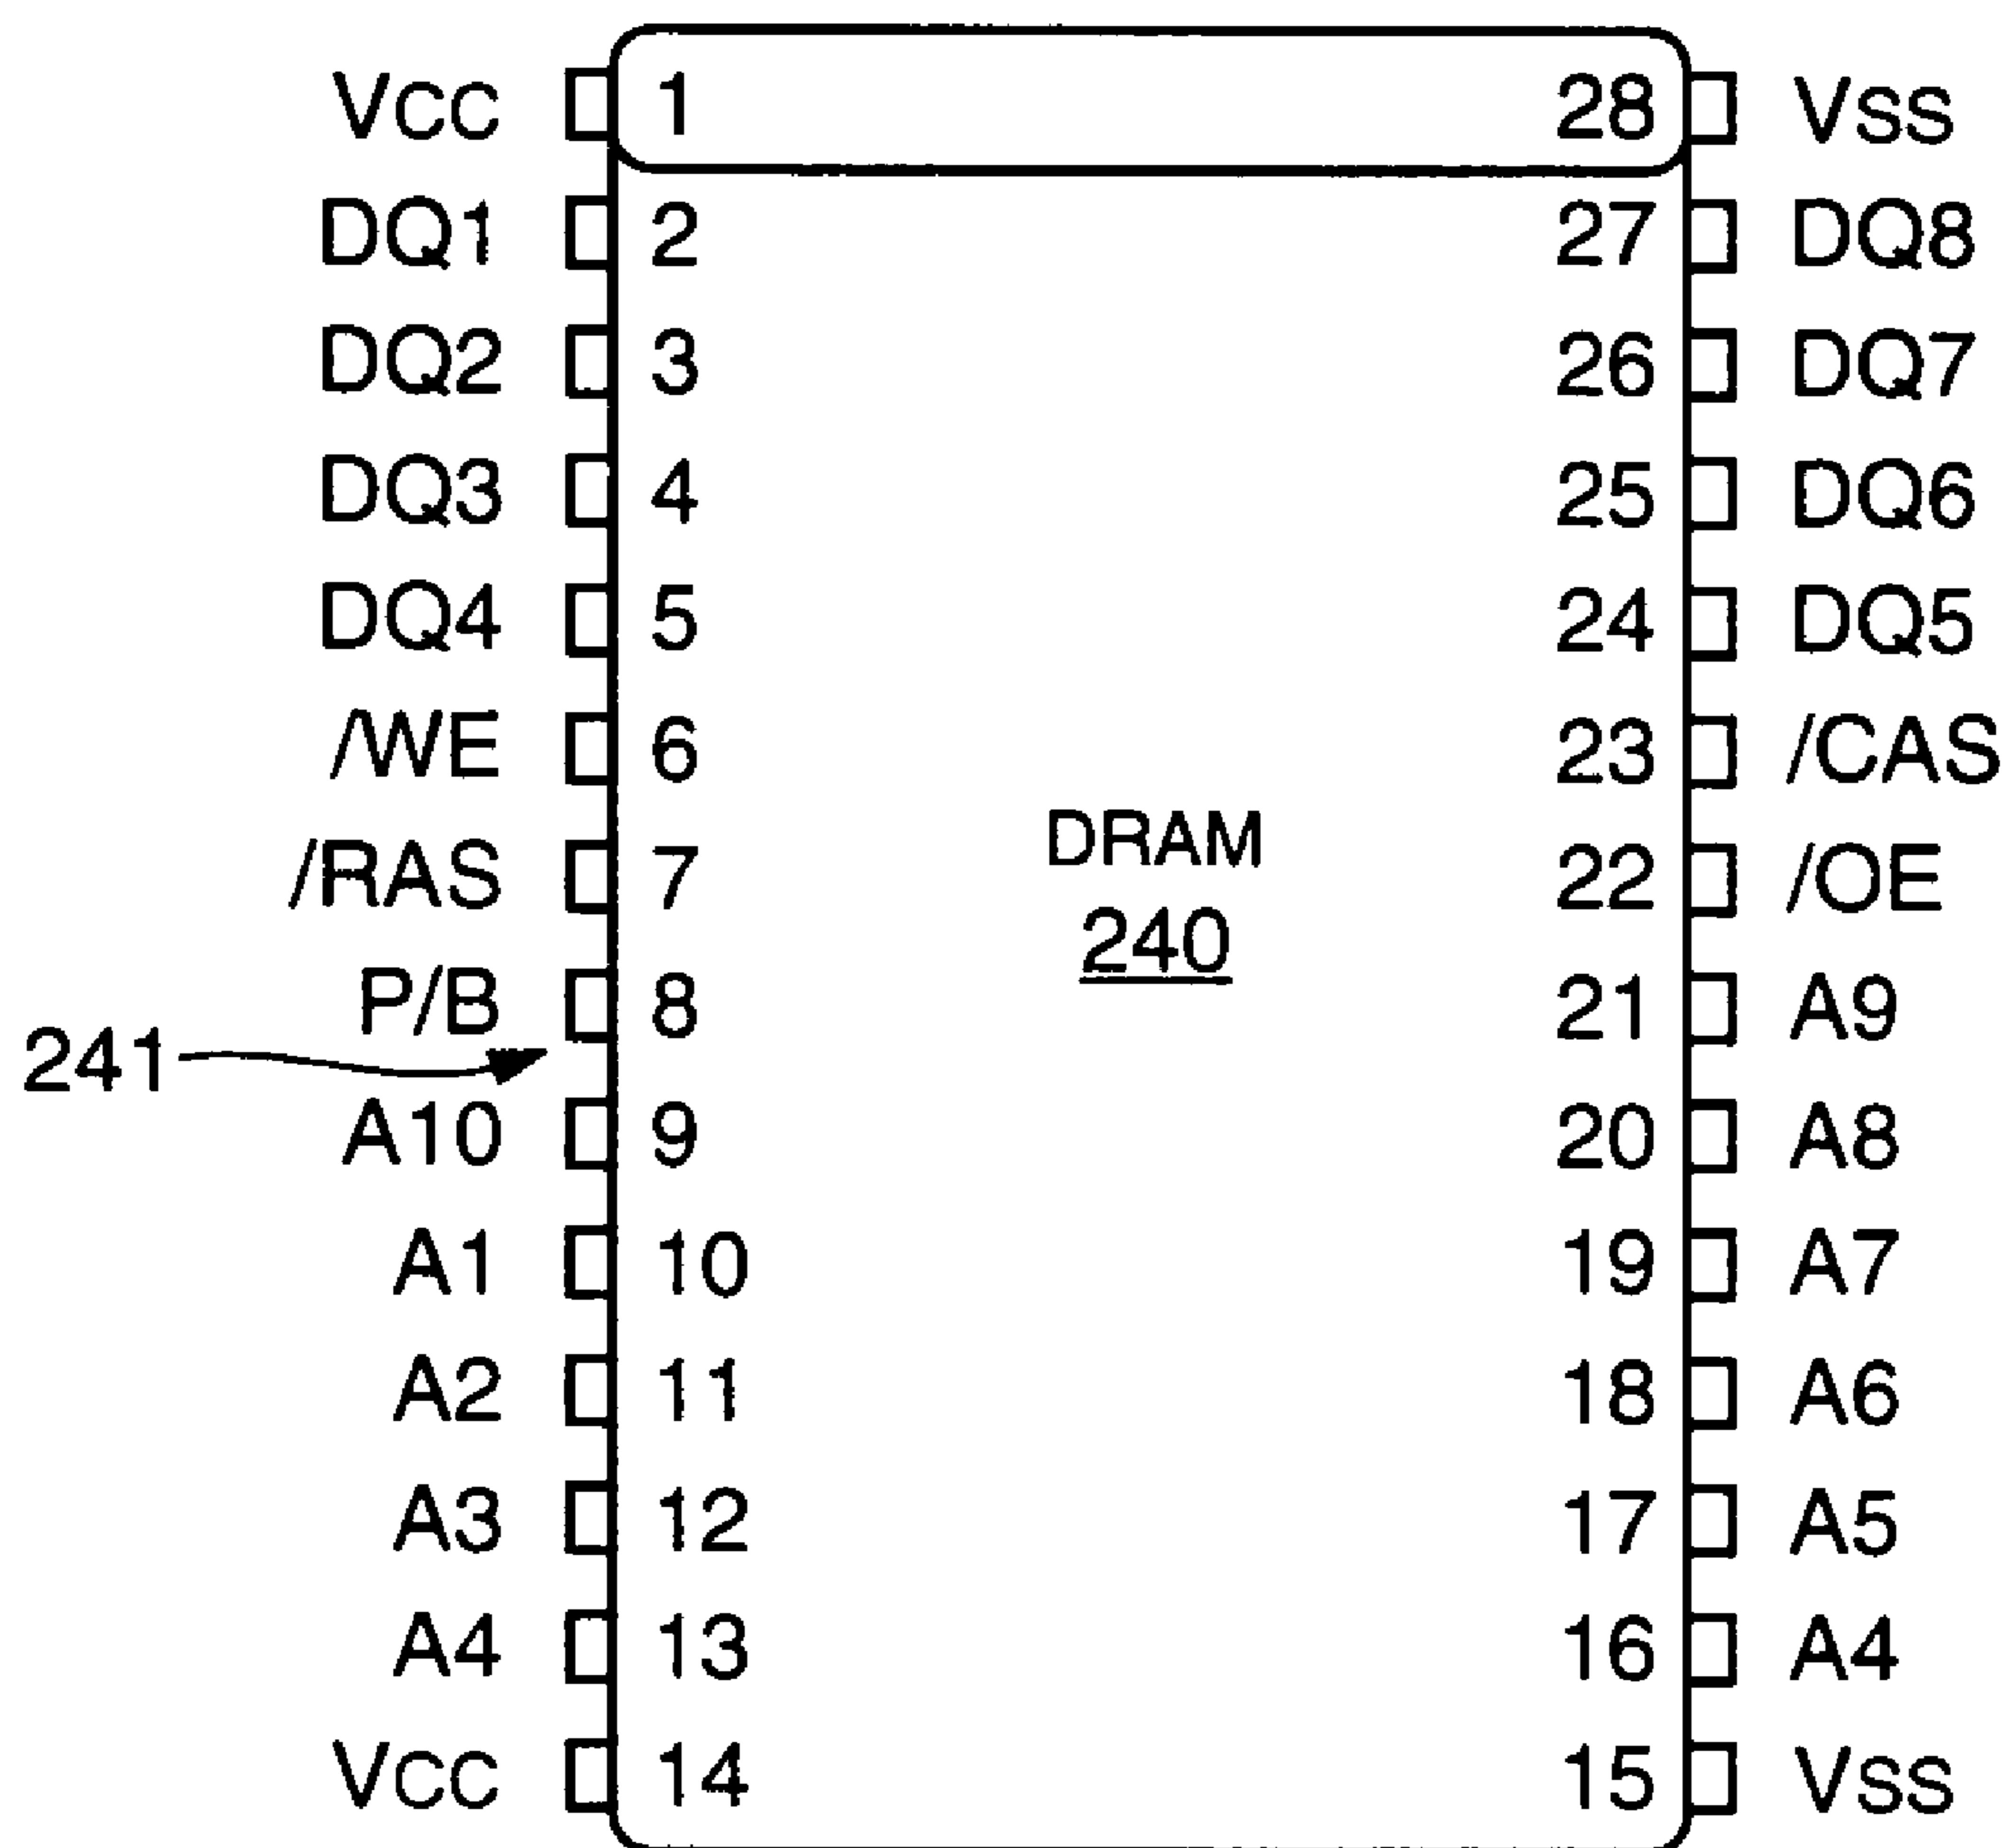 VCC 1 28 VSS
DQ1 2 27 DQ8
DQ2 3 26 DQ7
DQ3 4 25 DQ6
DQ4 5 24 DQ5
/WE 6 23 /CAS
DRAM
/RAS 7 22 /OE
240
P/B 8 21 A9
241
A10 9 20 A8
A1 10 19 A7
A2 11 18 A6
A3 12 17 A5
A4 13 16 A4
VCC 14 15 VSS